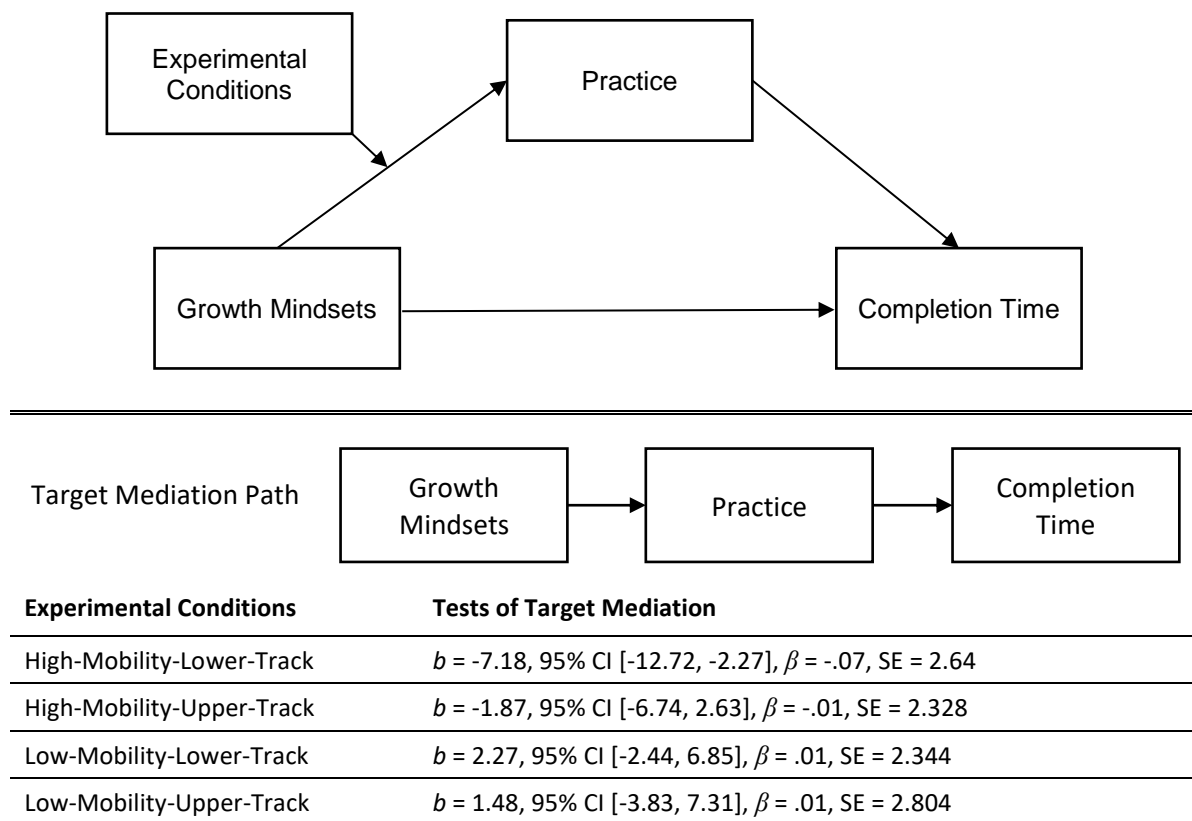 Experimental
Conditions
Practice
Growth Mindsets
Completion Time
Target Mediation Path
Growth
Mindsets
Practice
Completion
Time
Experimental Conditions Tests of Target Mediation
High-Mobility-Lower-Track b = -7.18, 95% CI [-12.72, -2.27], β = -.07, SE = 2.64
High-Mobility-Upper-Track b = -1.87, 95% CI [-6.74, 2.63], β = -.01, SE = 2.328
Low-Mobility-Lower-Track b = 2.27, 95% CI [-2.44, 6.85], β = .01, SE = 2.344
Low-Mobility-Upper-Track b = 1.48, 95% CI [-3.83, 7.31], β = .01, SE = 2.804